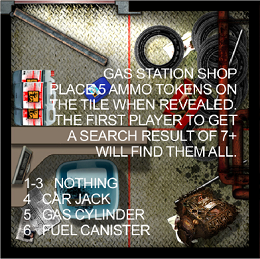 GAS STATION SHOP
PLACE 5 AMMO TOKENS ON
THE TILE WHEN REVEALED.
THE FIRST PLAYER TO GET
A SEARCH RESULT OF 7+
WILL FIND THEM ALL.
1-3 NOTHING
4 CAR JACK
5 GAS CYLINDER
6 FUEL CANISTER